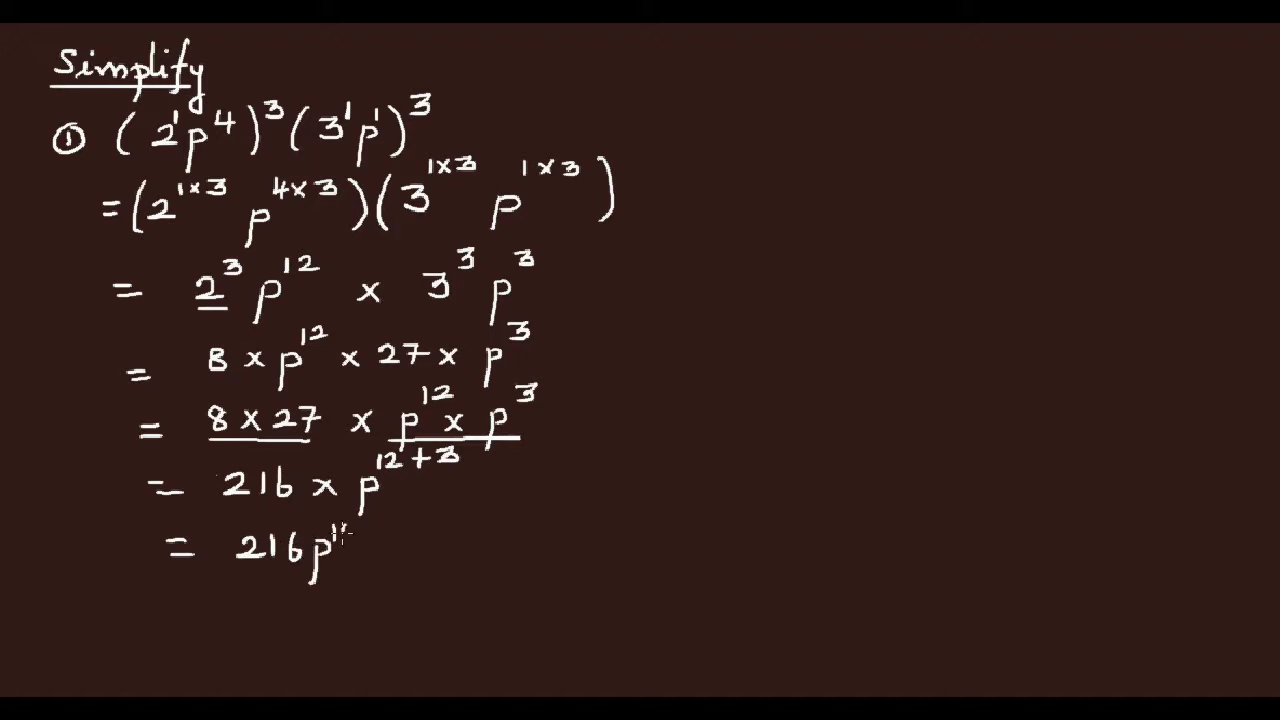 Simplify
① (2¹p⁴)³(3¹p¹)³
=(2^{1×3} p^{4×3})(3^{1×3} p^{1×3})
= 2³p¹² × 3³p³
= 8 × p¹² × 27 × p³
= 8 × 27 × p¹² × p³
= 216 × p^{12+3}
= 216p